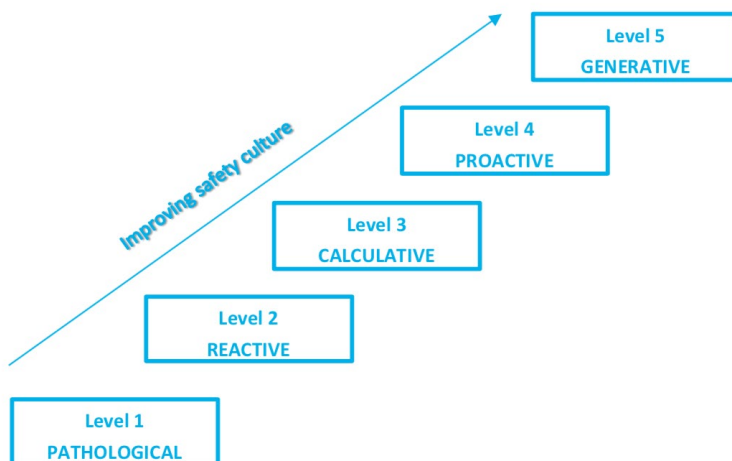 Level 5
GENERATIVE
Level 4
PROACTIVE
Improving safety culture
Level 3
CALCULATIVE
Level 2
REACTIVE
Level 1
PATHOLOGICAL